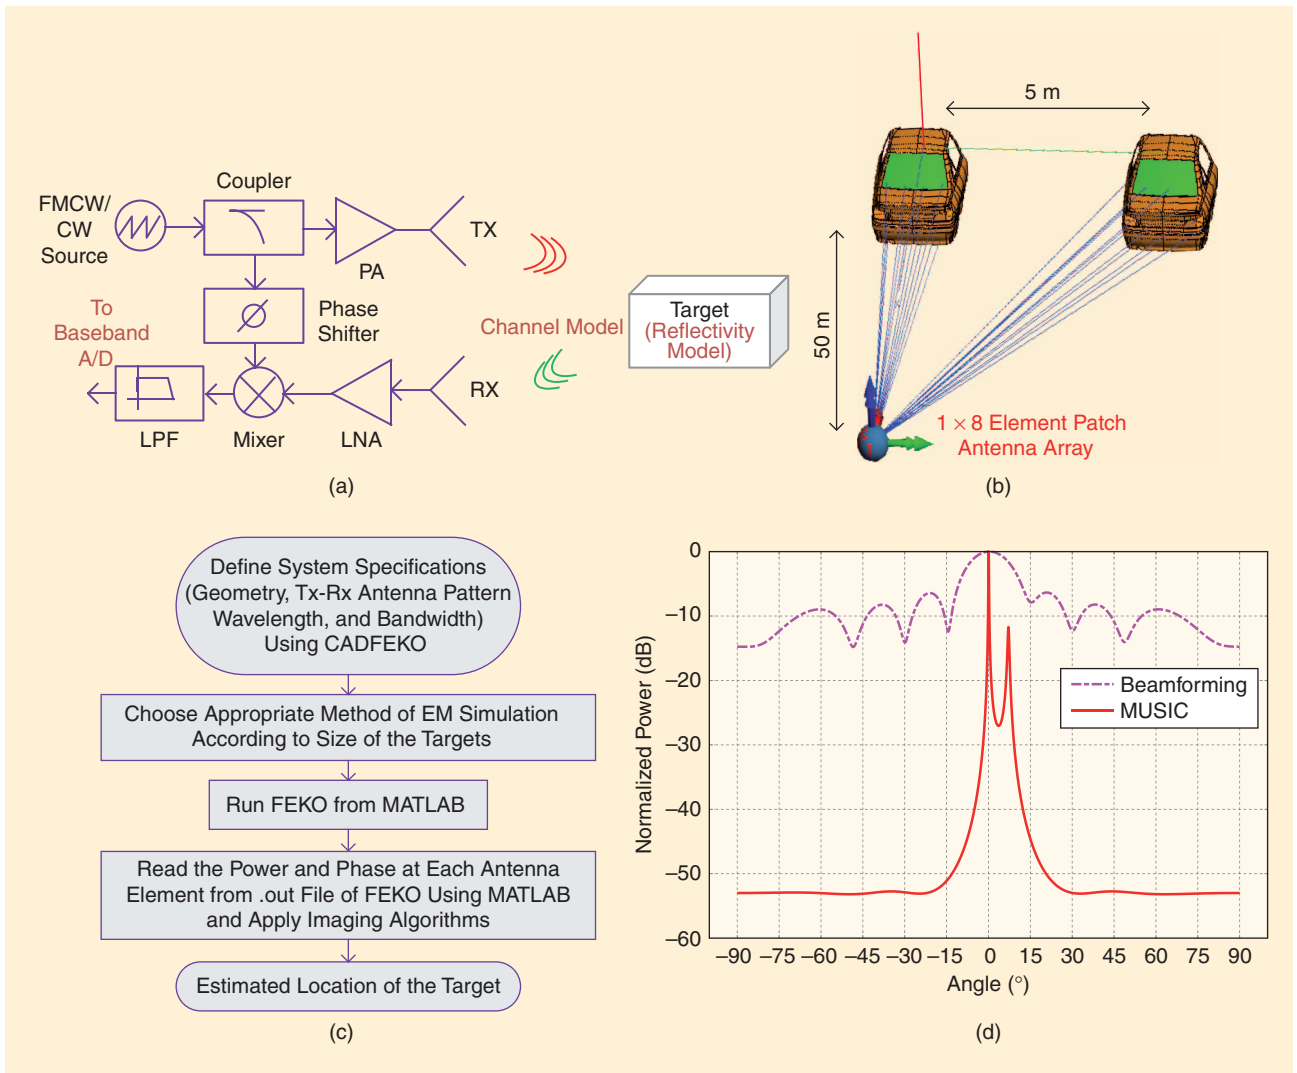 FMCW/
CW
Source
Coupler
PA
TX
To
Baseband
A/D
Phase
Shifter
Channel Model
Target
(Reflectivity
Model)
RX
LPF
Mixer
LNA
(a)
5 m
50 m
1 × 8 Element Patch
Antenna Array
(b)
Define System Specifications
(Geometry, Tx-Rx Antenna Pattern
Wavelength, and Bandwidth)
Using CADFEKO
Choose Appropriate Method of EM Simulation
According to Size of the Targets
Run FEKO from MATLAB
Read the Power and Phase at Each Antenna
Element from .out File of FEKO Using MATLAB
and Apply Imaging Algorithms
Estimated Location of the Target
(c)
Normalized Power (dB)
0
–10
–20
–30
–40
–50
–60
Beamforming
MUSIC
–90 –75 –60 –45 –30 –15 0 15 30 45 60 75 90
Angle (°)
(d)